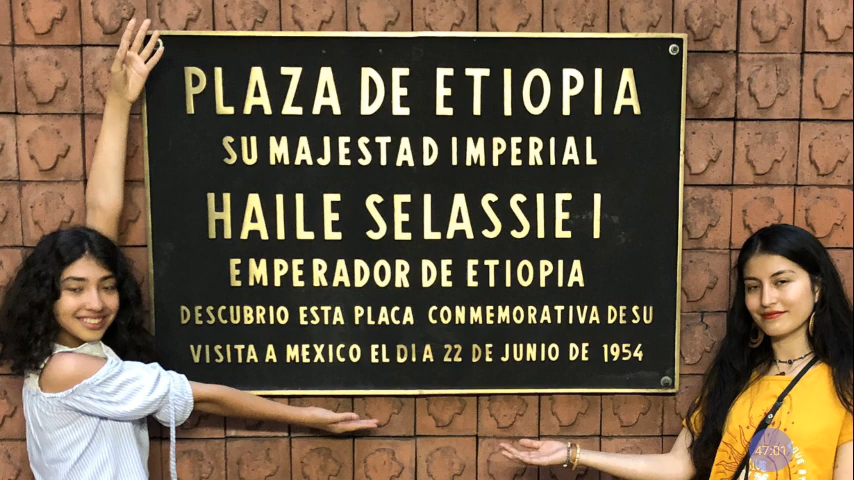 PLAZA DE ETIOPIA
SU MAJESTAD IMPERIAL
HAILE SELASSIE I
EMPERADOR DE ETIOPIA
DESCUBRIO ESTA PLACA CONMEMORATIVA DE SU
VISITA A MEXICO EL DIA 22 DE JUNIO DE 1954
47:01